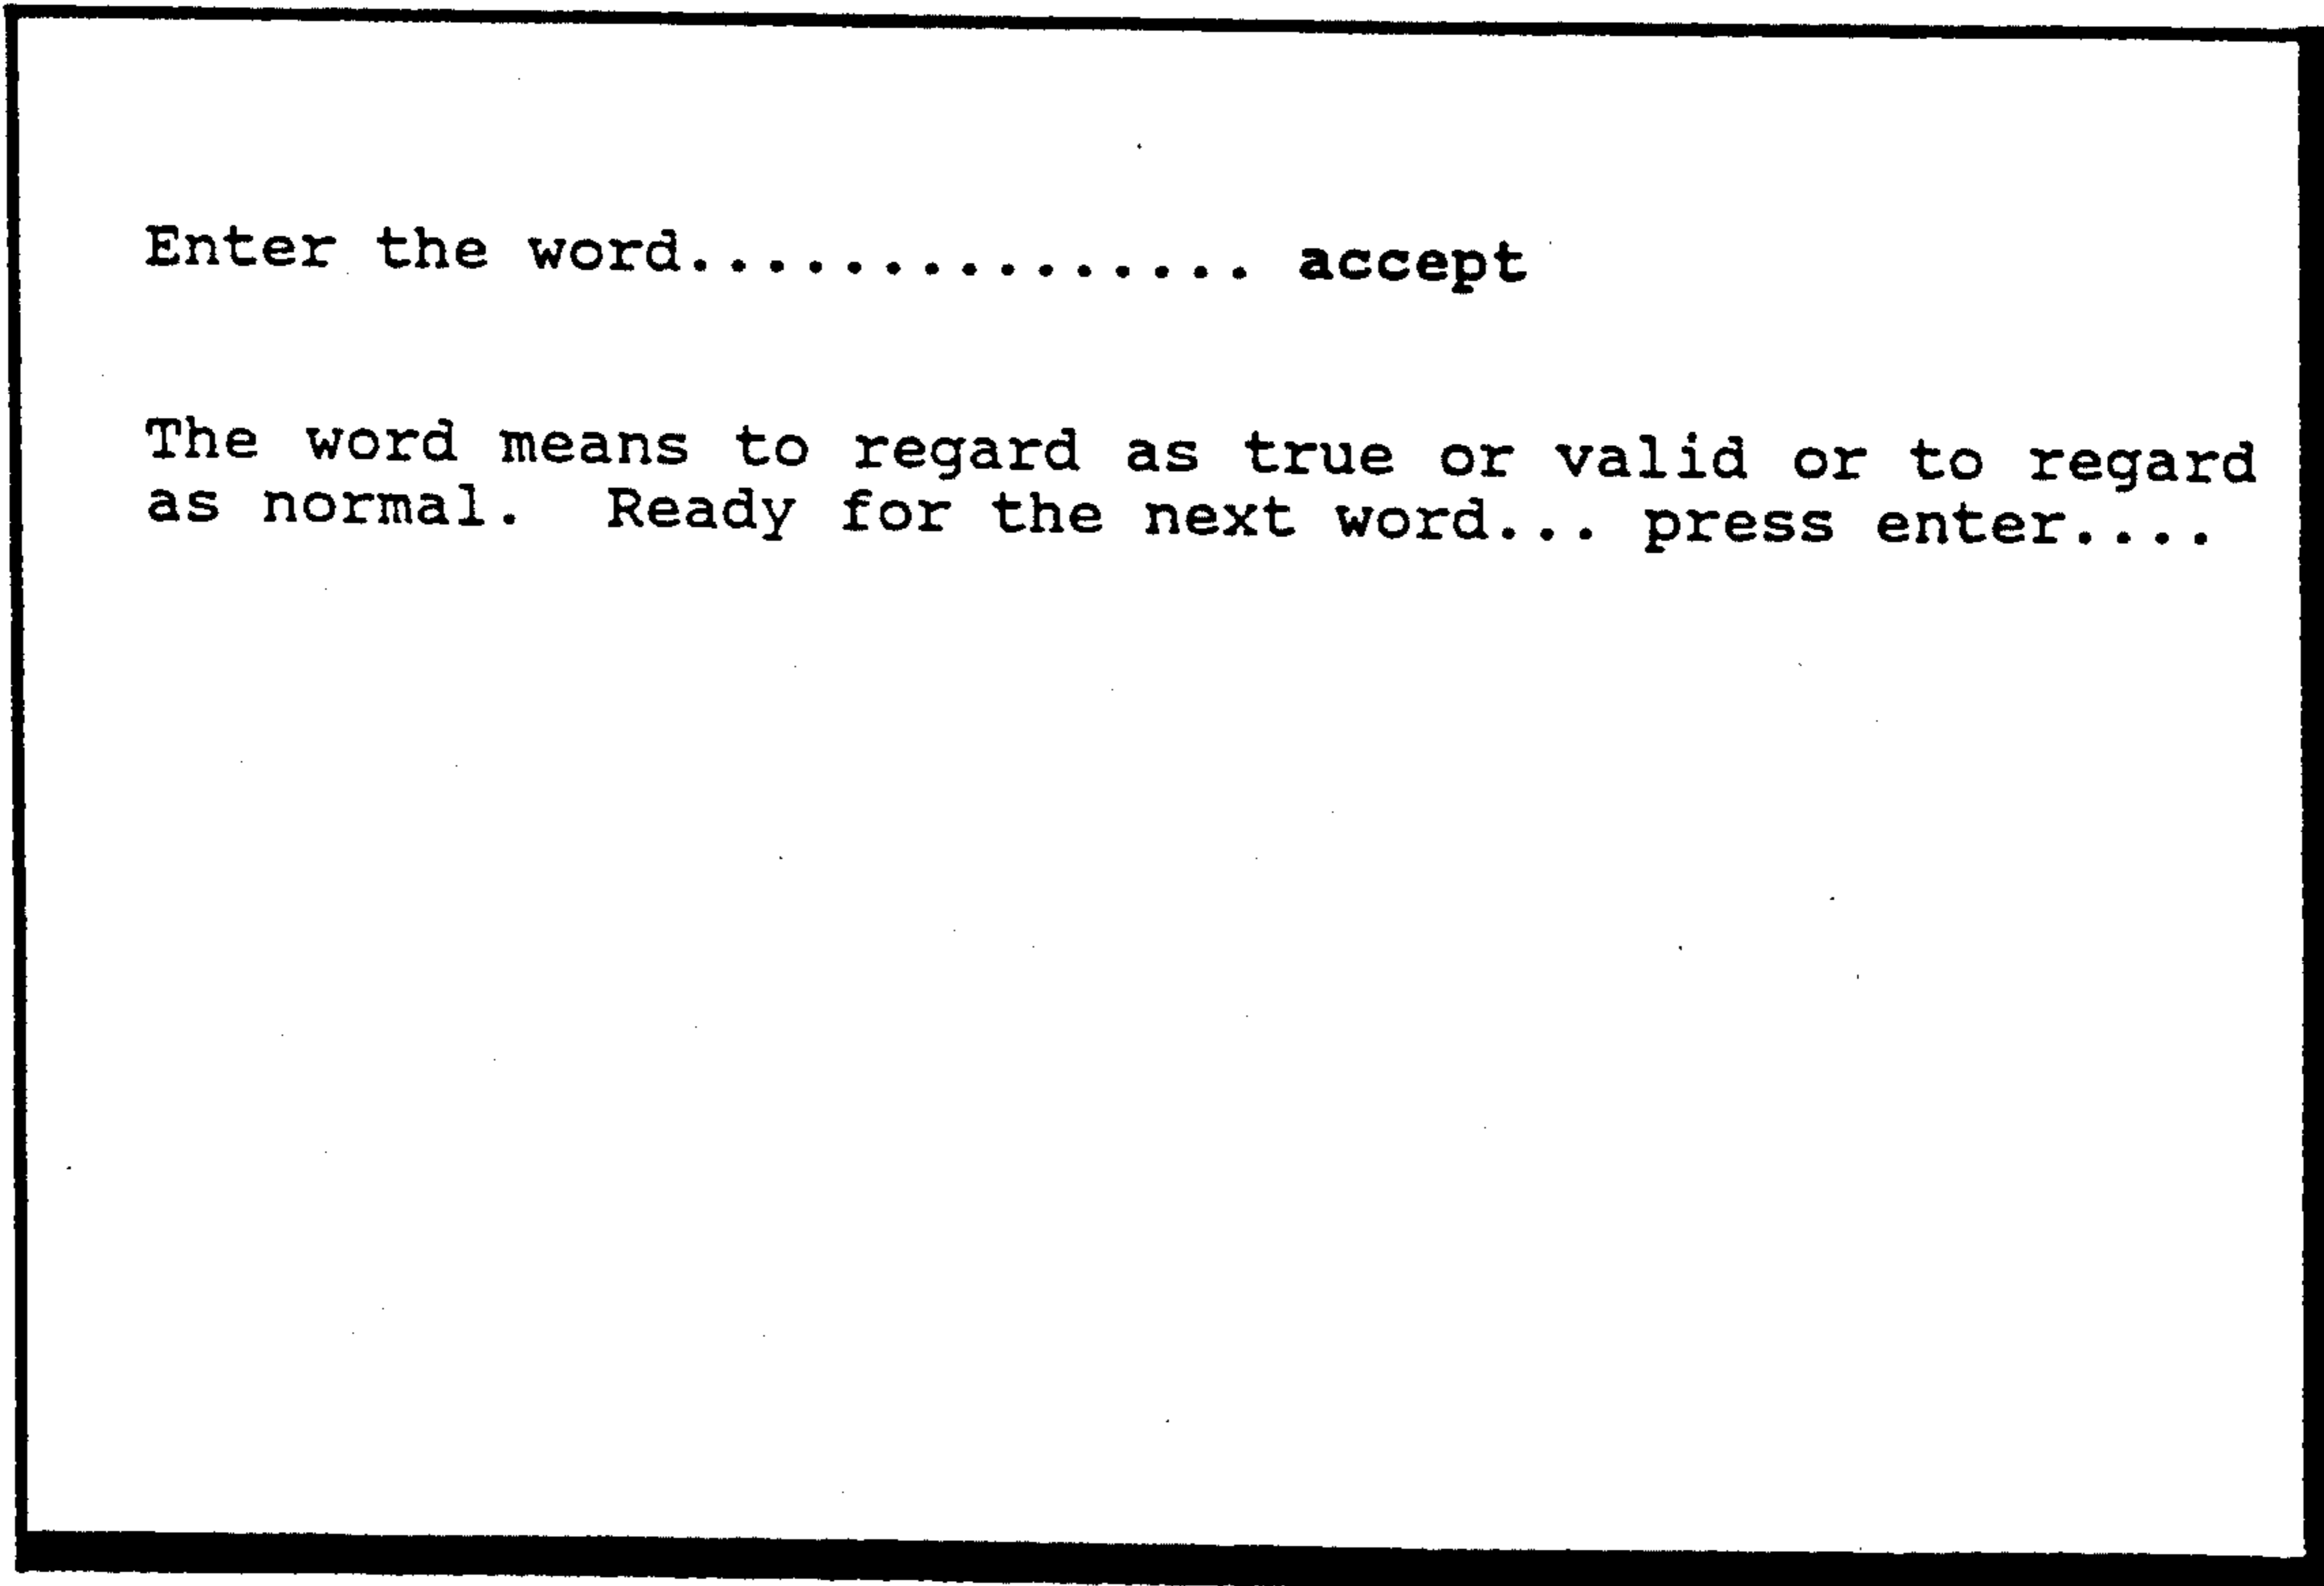 Enter the word............... accept
The word means to regard as true or valid or to regard
as normal.  Ready for the next word... press enter....